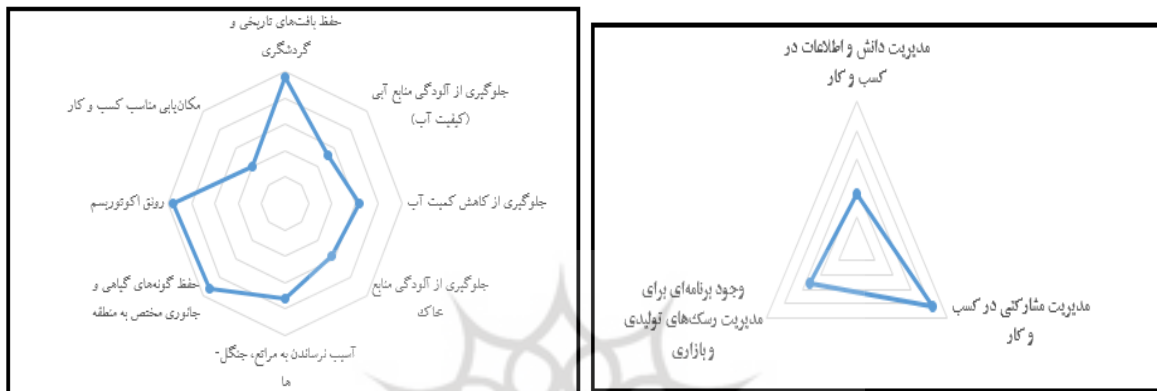 حفظ بافت‌های تاریخی و
گردشگری
جلوگیری از آلودگی منابع آبی
(کیفیت آب)
جلوگیری از کاهش کمیت آب
جلوگیری از آلودگی منابع
خاک
آسیب نرساندن به مراتع، جنگل-
ها
حفظ گونه‌های گیاهی و
جانوری مختص به منطقه
رونق اکوتوریسم
مکان‌یابی مناسب کسب و کار
مدیریت دانش و اطلاعات در
کسب و کار
مدیریت مشارکتی در کسب
و کار
وجود برنامه‌ای برای
مدیریت رسک‌های تولیدی
و بازاری